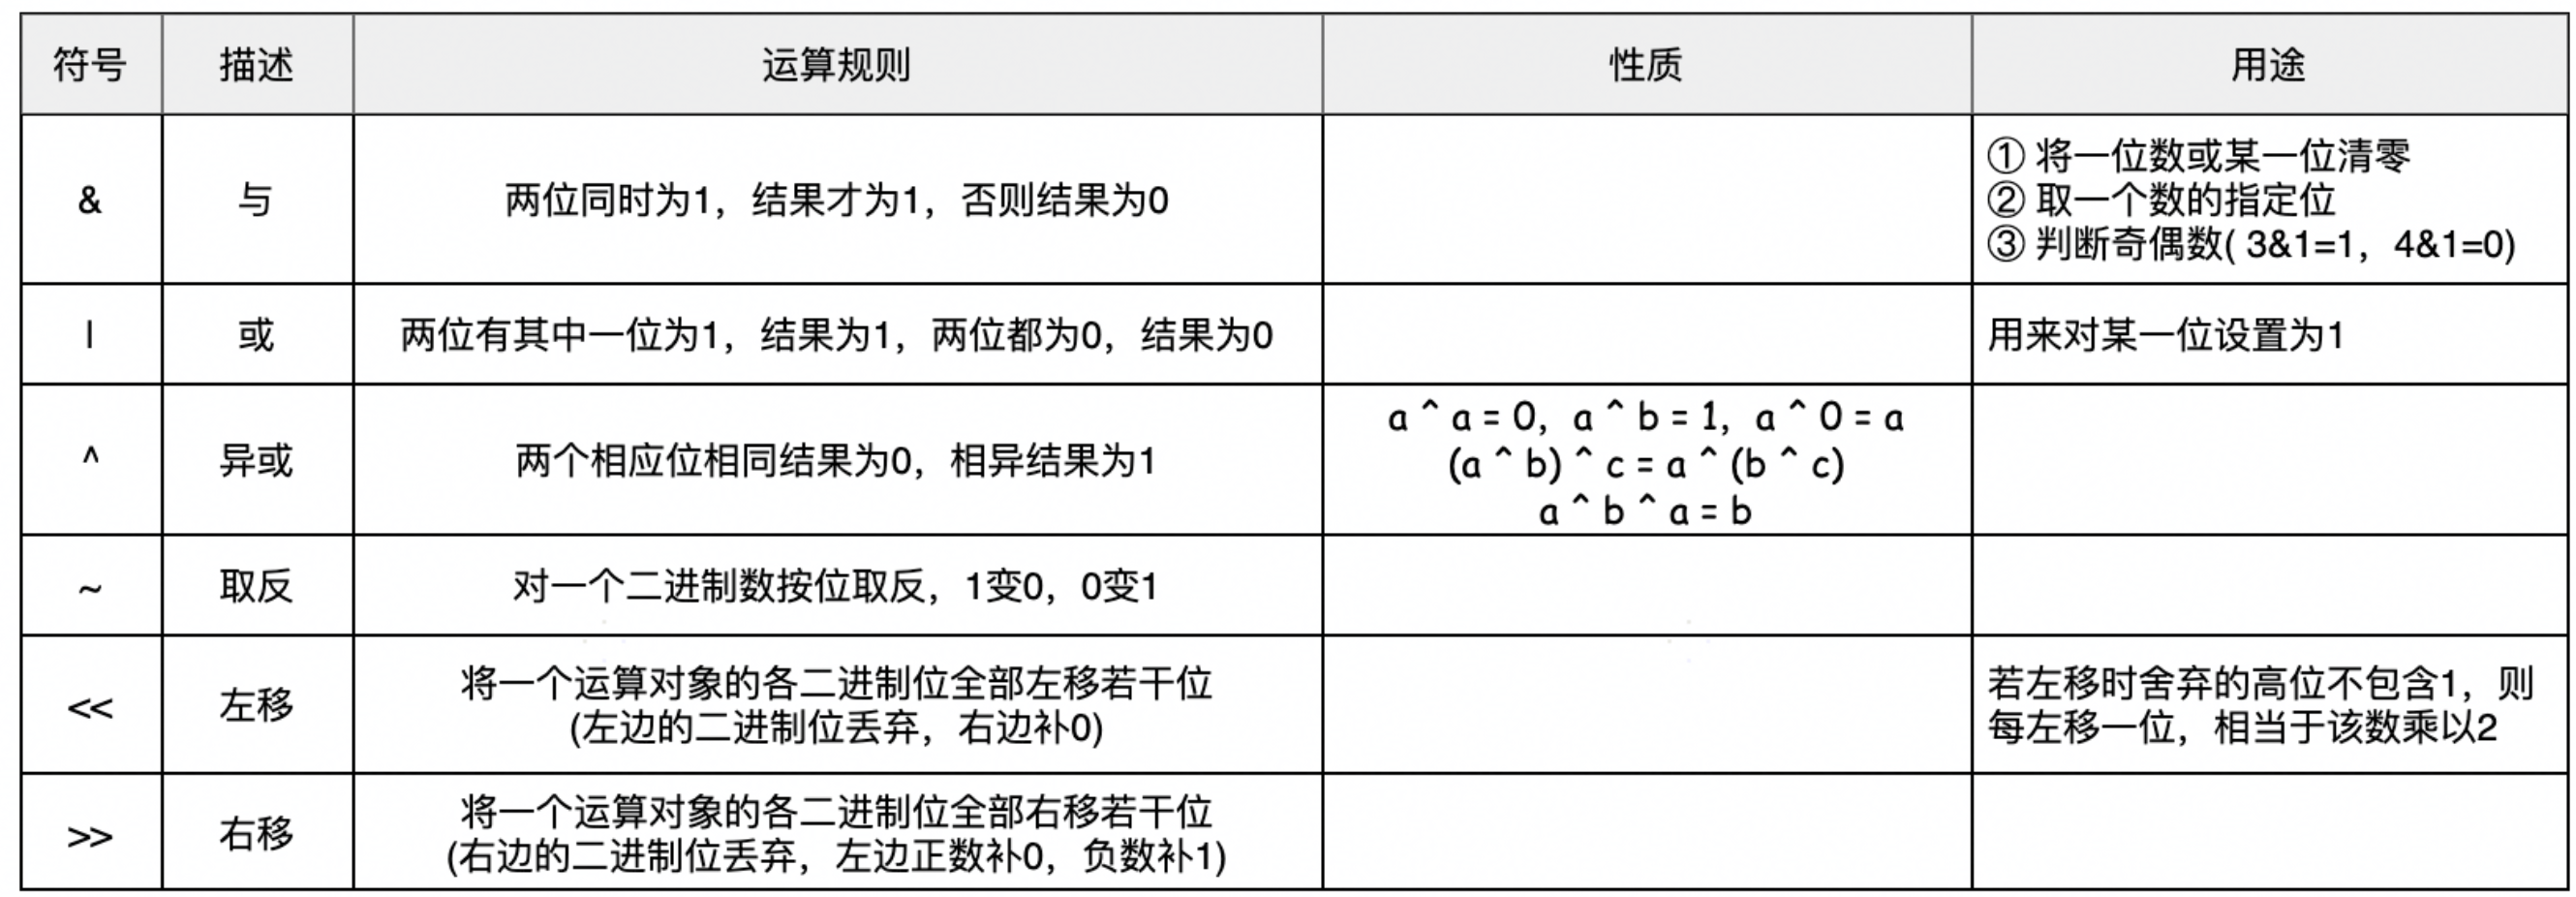 符号 描述 运算规则 性质 用途
& 与 两位同时为1，结果才为1，否则结果为0
① 将一位数或某一位清零
② 取一个数的指定位
③ 判断奇偶数( 3&1=1，4&1=0)
| 或 两位有其中一位为1，结果为1，两位都为0，结果为0 用来对某一位设置为1
^ 异或 两个相应位相同结果为0，相异结果为1
a ^ a = 0, a ^ b = 1, a ^ 0 = a
(a ^ b) ^ c = a ^ (b ^ c)
a ^ b ^ a = b
~ 取反 对一个二进制数按位取反，1变0，0变1
<< 左移
将一个运算对象的各二进制位全部左移若干位
(左边的二进制位丢弃，右边补0)
若左移时舍弃的高位不包含1，则
每左移一位，相当于该数乘以2
>> 右移
将一个运算对象的各二进制位全部右移若干位
(右边的二进制位丢弃，左边正数补0，负数补1)